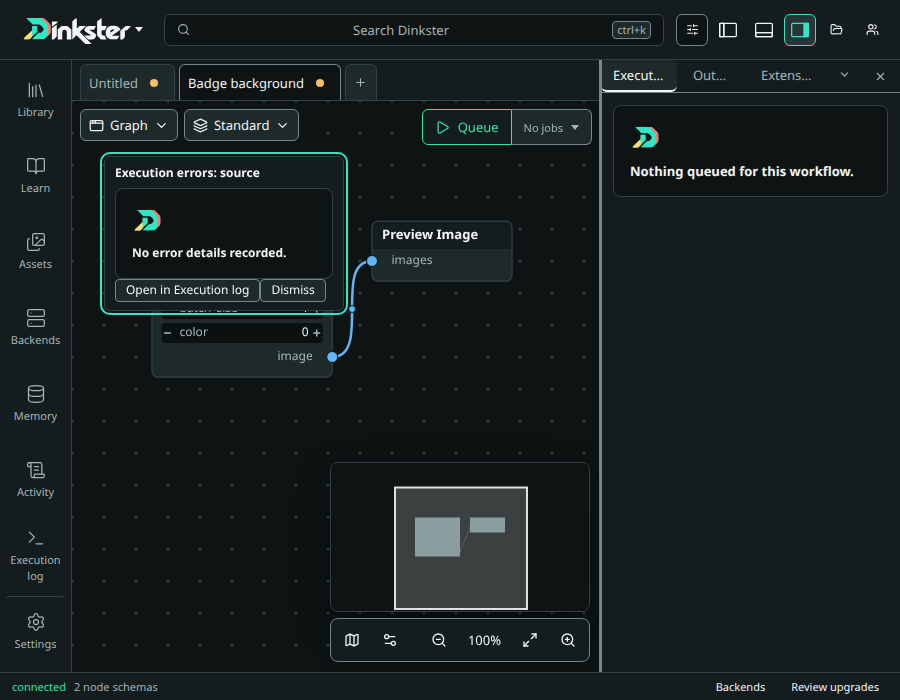 Dinkster
Search Dinkster
ctrl+k
Library
Learn
Assets
Backends
Memory
Activity
Execution
log
Settings
Untitled
Badge background
Graph
Standard
Queue
No jobs
Execution errors: source
No error details recorded.
Open in Execution log
Dismiss
color
0
image
Preview Image
images
100%
Execut...
Out...
Extens...
Nothing queued for this workflow.
connected
2 node schemas
Backends
Review upgrades